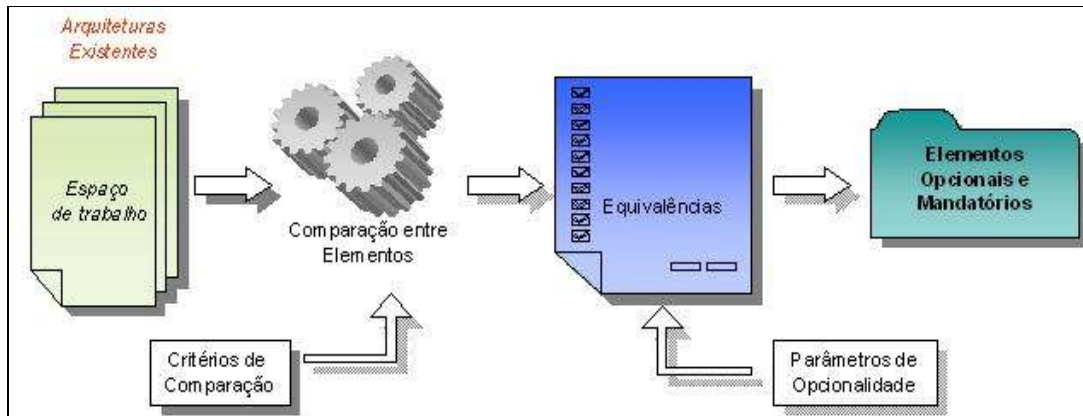 Arquiteturas
Existentes
Espaço
de trabalho
Comparação entre
Elementos
Equivalências
Elementos
Opcionais e
Mandatórios
Critérios de
Comparação
Parâmetros de
Opcionalidade